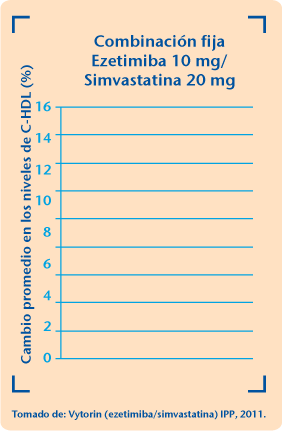 Combinación fija
Ezetimiba 10 mg/
Simvastatina 20 mg
Cambio promedio en los niveles de C-HDL (%)
16
14
12
10
8
6
4
2
0
Tomado de: Vytorin (ezetimiba/simvastatina) IPP, 2011.